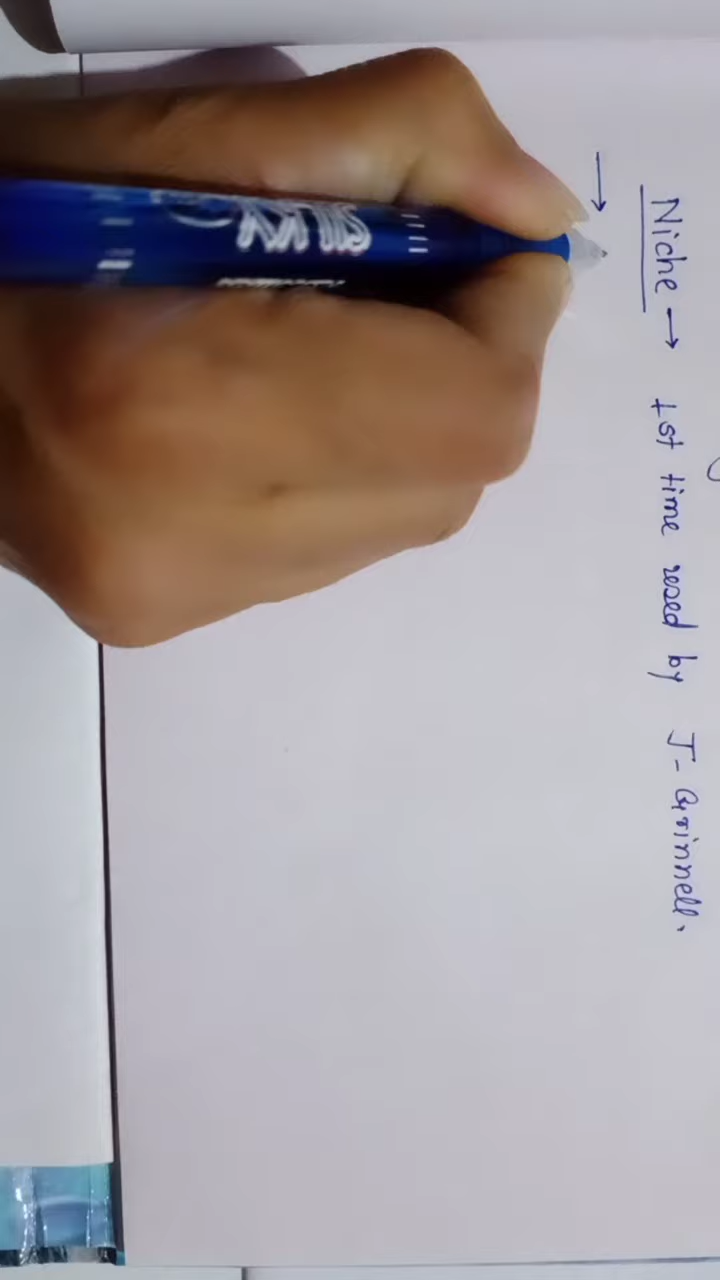 Niche → 1st time used by J- Grinnell.
→